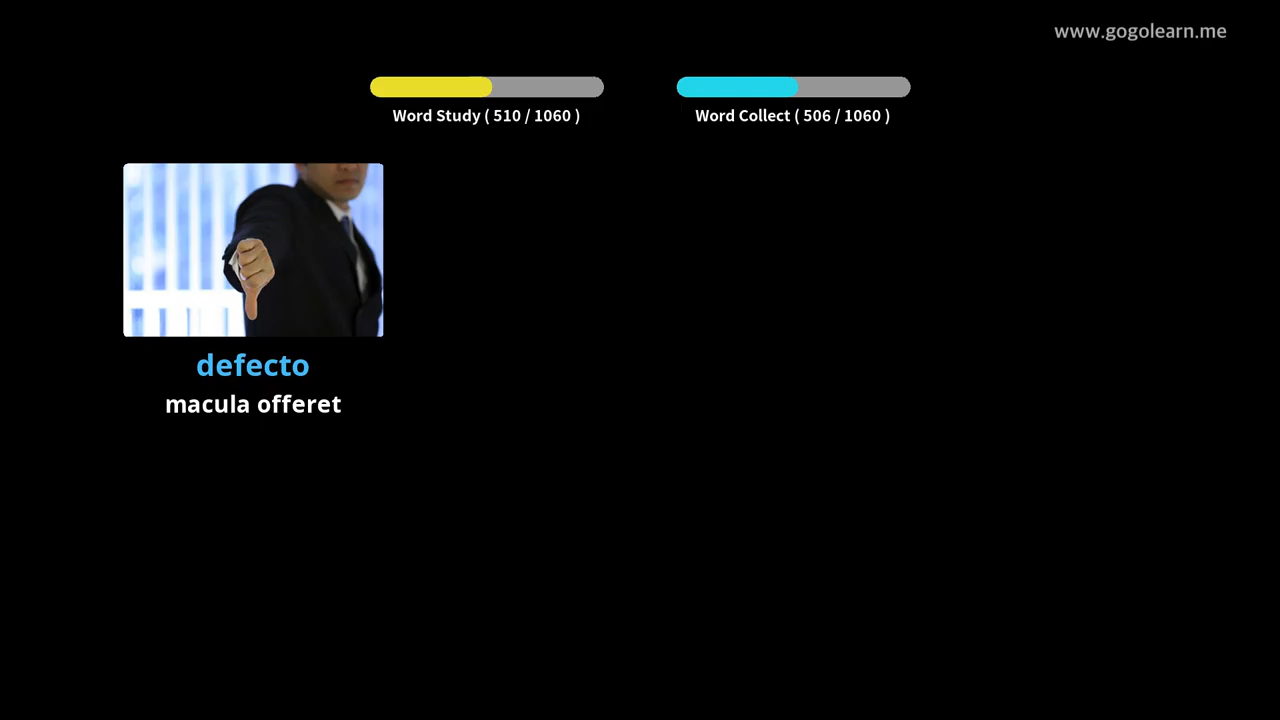 www.gogolearn.me
Word Study ( 510 / 1060 )
Word Collect ( 506 / 1060 )
defecto
macula offeret